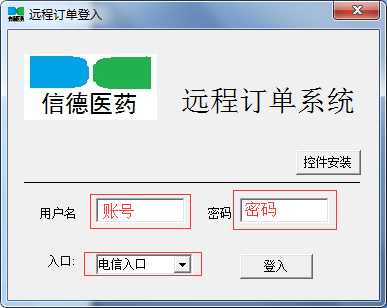 远程订单登入
信德医药
远程订单系统
控件安装
用户名 账号 密码 密码
入口: 电信入口 登入